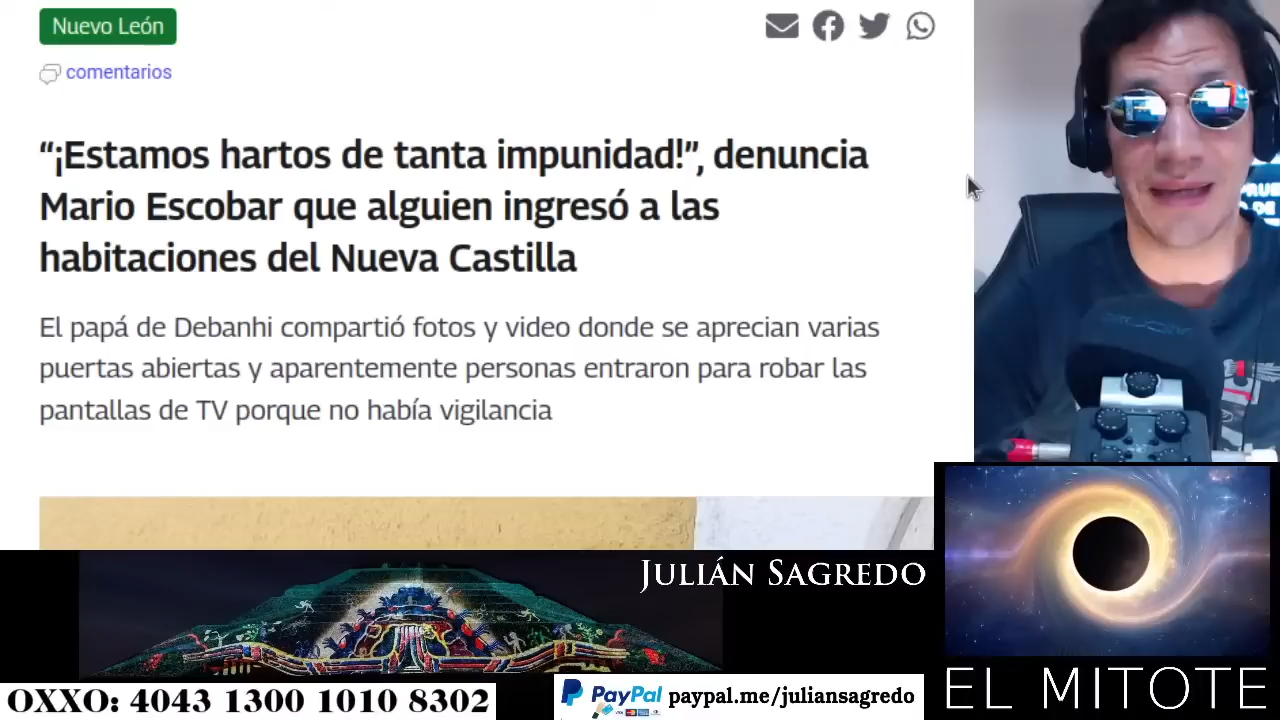 Nuevo León
comentarios
“¡Estamos hartos de tanta impunidad!”, denuncia
Mario Escobar que alguien ingresó a las
habitaciones del Nueva Castilla
El papá de Debanhi compartió fotos y video donde se aprecian varias
puertas abiertas y aparentemente personas entraron para robar las
pantallas de TV porque no había vigilancia
JULIÁN SAGREDO
OXXO: 4043 1300 1010 8302
PayPal paypal.me/juliansagredo
EL MITOTE